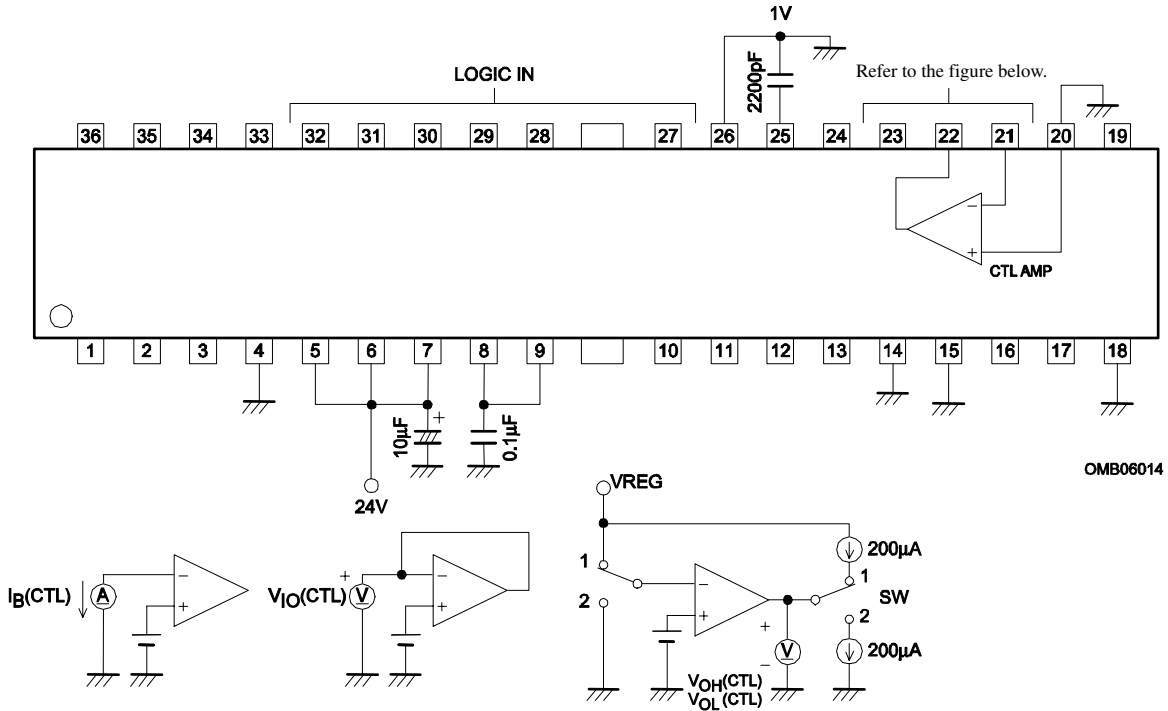 1V
LOGIC IN
2200pF
Refer to the figure below.
36 35 34 33 32 31 30 29 28 27 26 25 24 23 22 21 20 19
−
+
CTL AMP
1 2 3 4 5 6 7 8 9 10 11 12 13 14 15 16 17 18
+
10µF
0.1µF
24V
OMB06014
VREG
IB(CTL) A − +
+ VIO(CTL) V − +
1
2
− +
200µA
1
SW
2
200µA
+
V
−
VOH(CTL)
VOL(CTL)